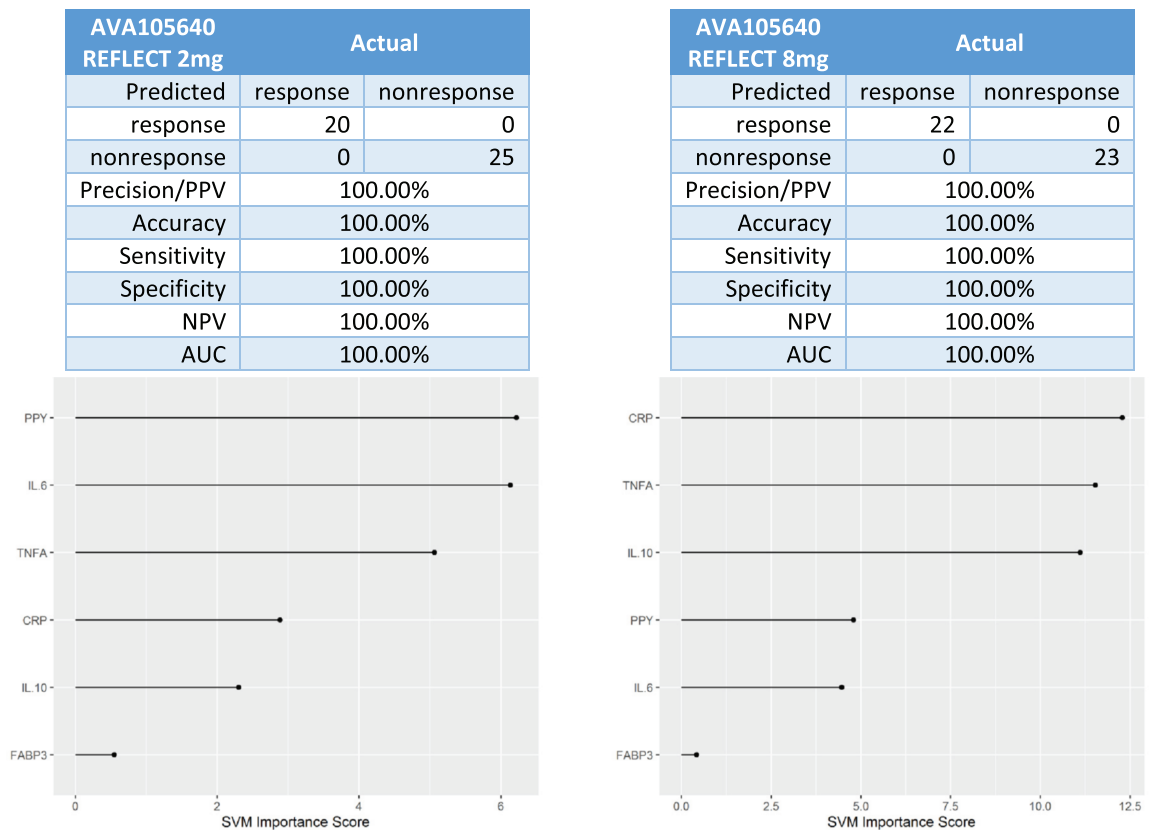 AVA105640
REFLECT 2mg
Actual
Predicted response nonresponse
response 20 0
nonresponse 0 25
Precision/PPV 100.00%
Accuracy 100.00%
Sensitivity 100.00%
Specificity 100.00%
NPV 100.00%
AUC 100.00%
PPY
IL.6
TNFA
CRP
IL.10
FABP3
0 2 4 6
SVM Importance Score
AVA105640
REFLECT 8mg
Actual
Predicted response nonresponse
response 22 0
nonresponse 0 23
Precision/PPV 100.00%
Accuracy 100.00%
Sensitivity 100.00%
Specificity 100.00%
NPV 100.00%
AUC 100.00%
CRP
TNFA
IL.10
PPY
IL.6
FABP3
0.0 2.5 5.0 7.5 10.0 12.5
SVM Importance Score